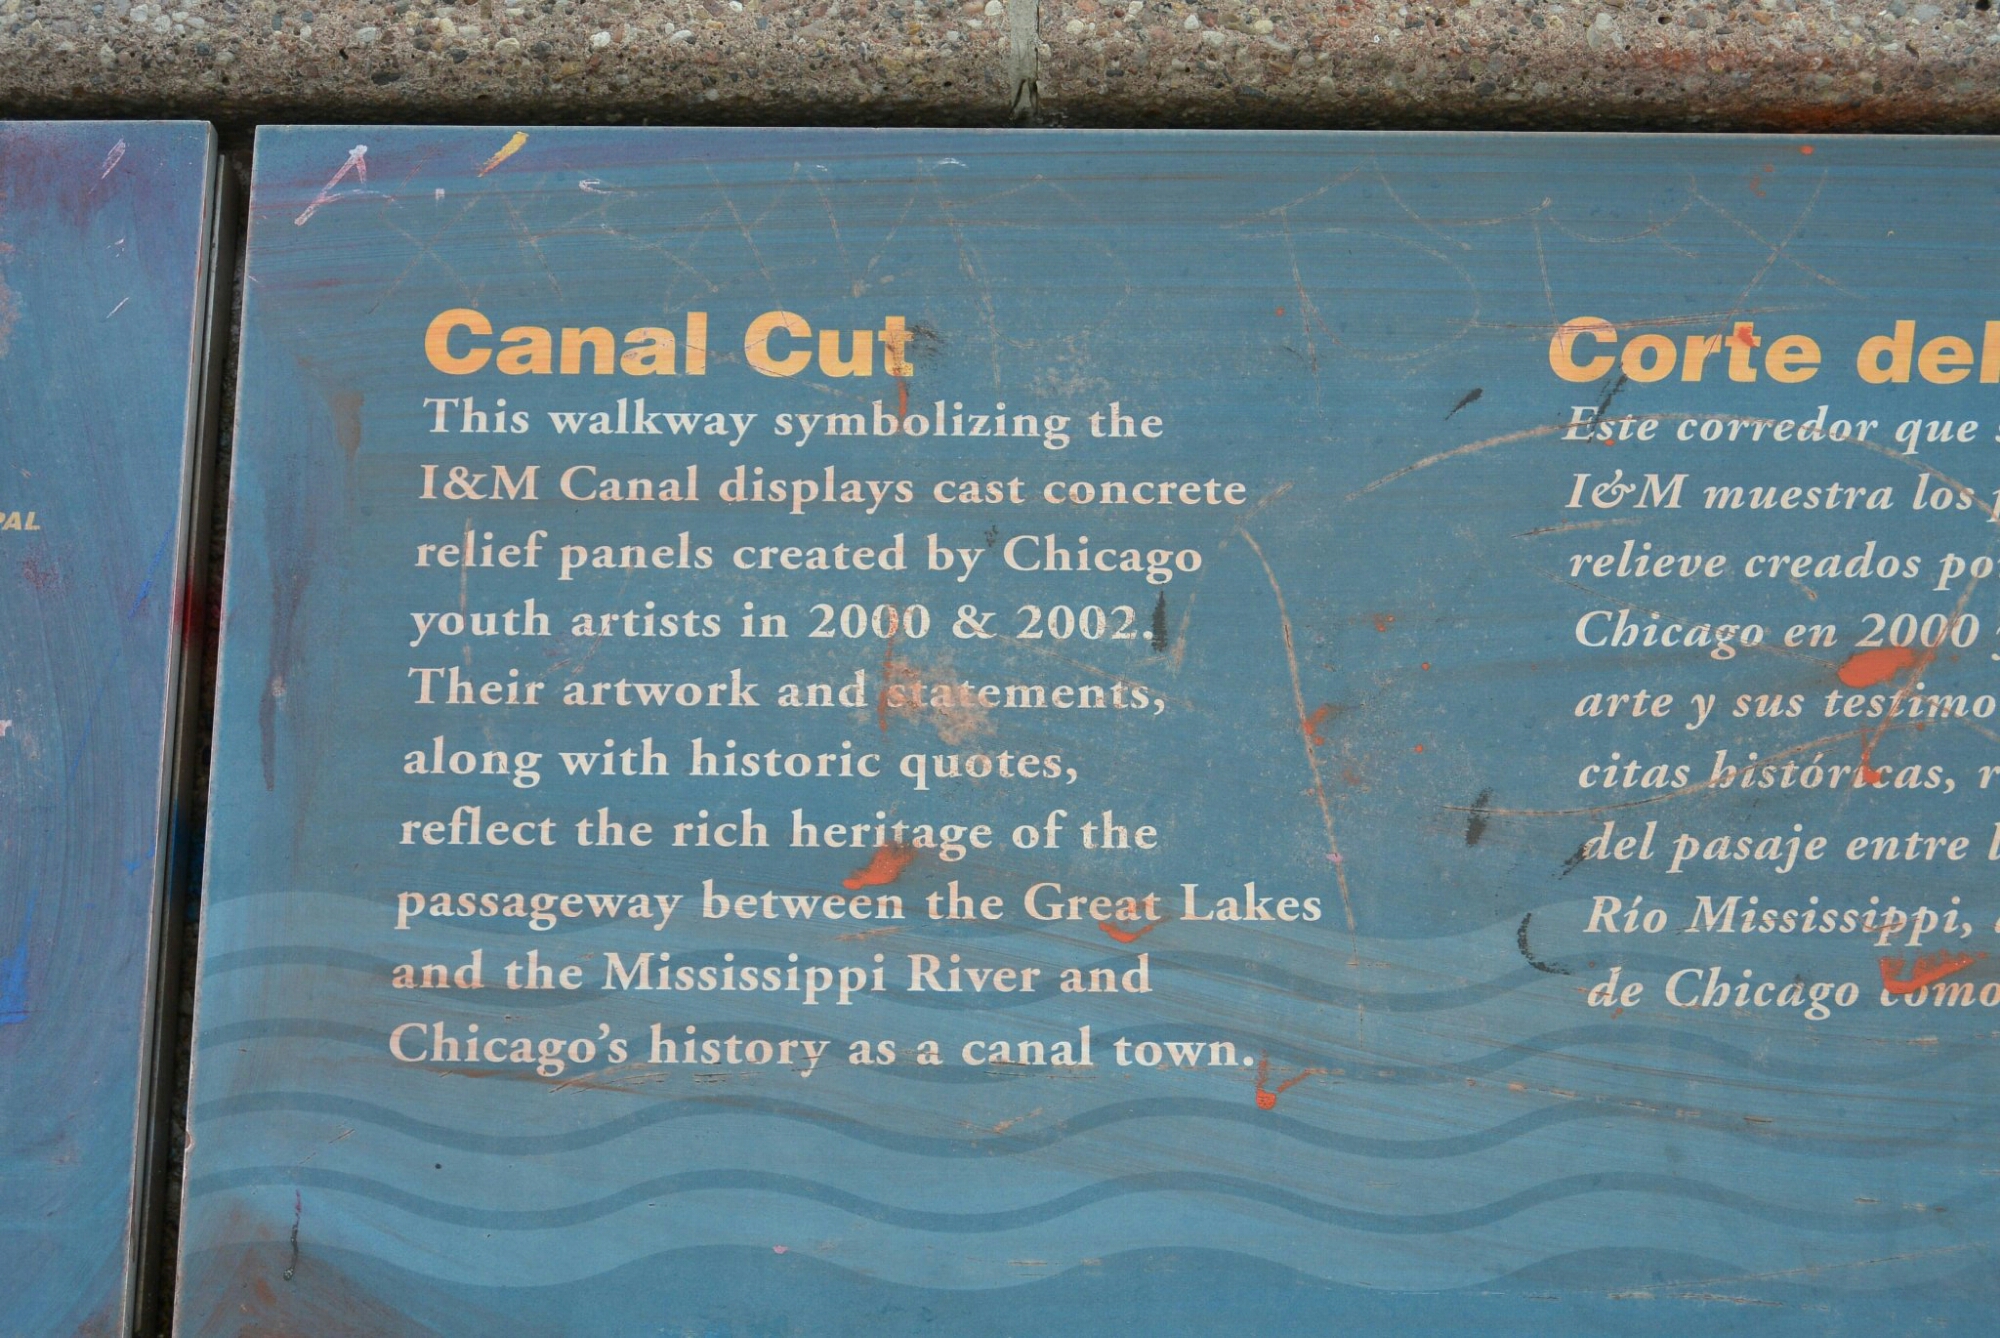 PAL
Canal Cut
This walkway symbolizing the
I&M Canal displays cast concrete
relief panels created by Chicago
youth artists in 2000 & 2002.
Their artwork and statements,
along with historic quotes,
reflect the rich heritage of the
passageway between the Great Lakes
and the Mississippi River and
Chicago's history as a canal town.
Corte del
Este corredor que
I&M muestra los
relieve creados
Chicago en 2000
arte y sus testimo
citas históricas,
del pasaje entre
Río Mississippi,
de Chicago como